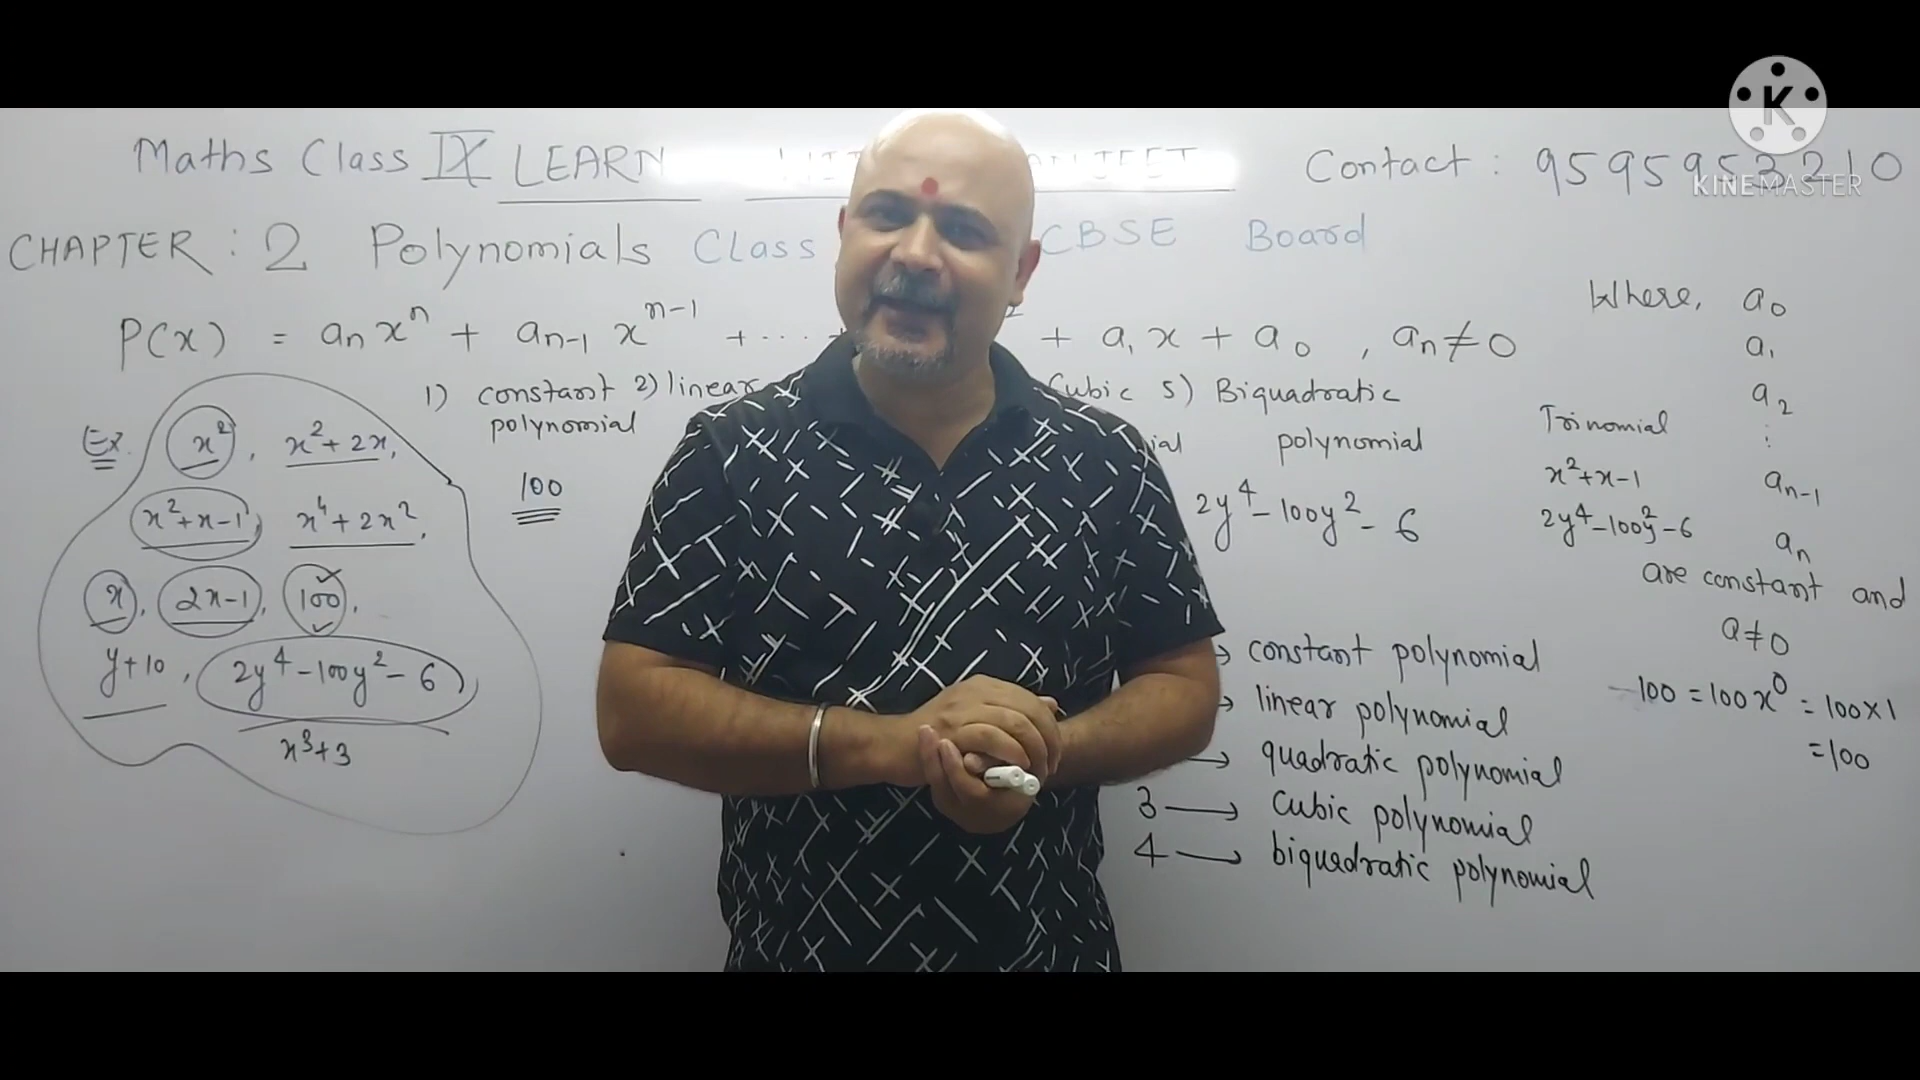 Maths Class IX LEARN Contact : 9595953210
K
KINEMASTER
CHAPTER : 2 Polynomials Class CBSE Board
P(x) = aₙxⁿ + aₙ₋₁ xⁿ⁻¹ + ... + a₁x + a₀ , aₙ ≠ 0
1) constant 2) linear Cubic 5) Biquadratic
polynomial polynomial
Ex. x², x²+2x,
x²+x-1, x⁴+2x²,
x, 2x-1, 100,
y+10, 2y⁴-100y²-6
x³+3
100
2y⁴-100y²-6
Trinomial
x²+x-1
2y⁴-100y²-6
Where, a₀
a₁
a₂
⋮
aₙ₋₁
aₙ
are constant and
a≠0
100 = 100x⁰ = 100×1
=100
→ constant polynomial
→ linear polynomial
→ quadratic polynomial
3 → Cubic polynomial
4 → biquadratic polynomial